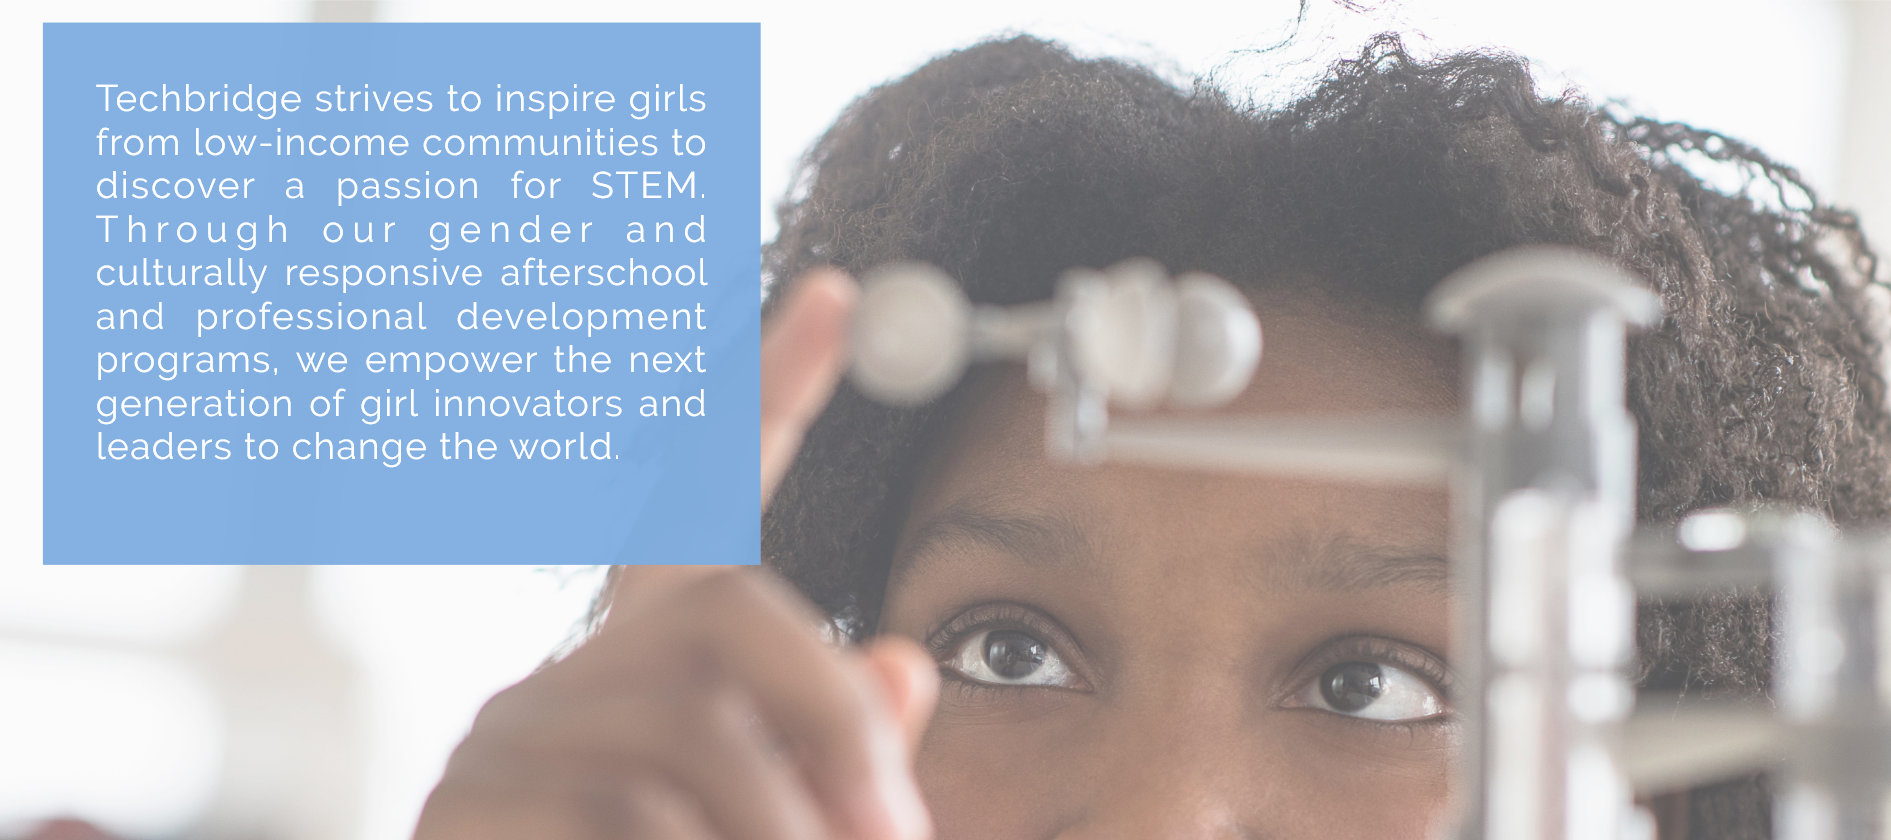 Techbridge strives to inspire girls
from low-income communities to
discover a passion for STEM.
Through our gender and
culturally responsive afterschool
and professional development
programs, we empower the next
generation of girl innovators and
leaders to change the world.